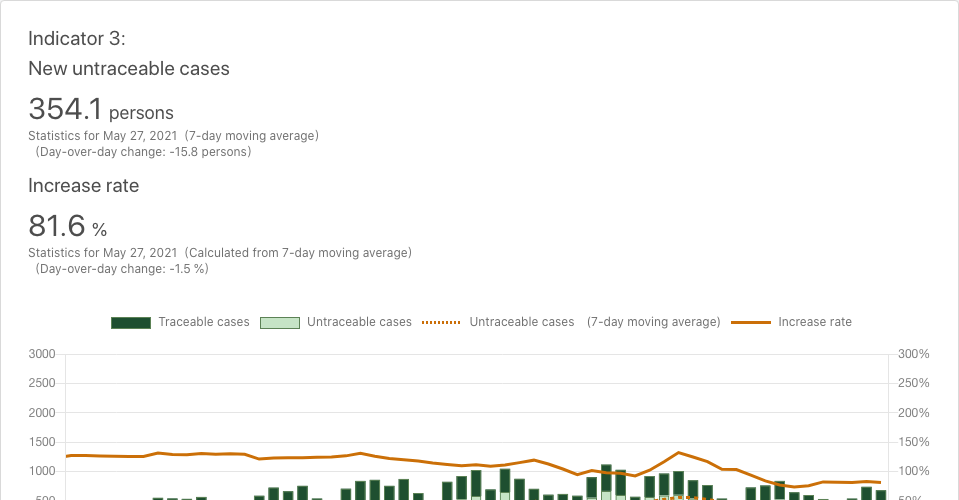 Indicator 3:
New untraceable cases
354.1 persons
Statistics for May 27, 2021 (7-day moving average)
(Day-over-day change: -15.8 persons)
Increase rate
81.6 %
Statistics for May 27, 2021 (Calculated from 7-day moving average)
(Day-over-day change: -1.5 %)
Traceable cases Untraceable cases Untraceable cases (7-day moving average) Increase rate
3000 300%
2500 250%
2000 200%
1500 150%
1000 100%
500 50%